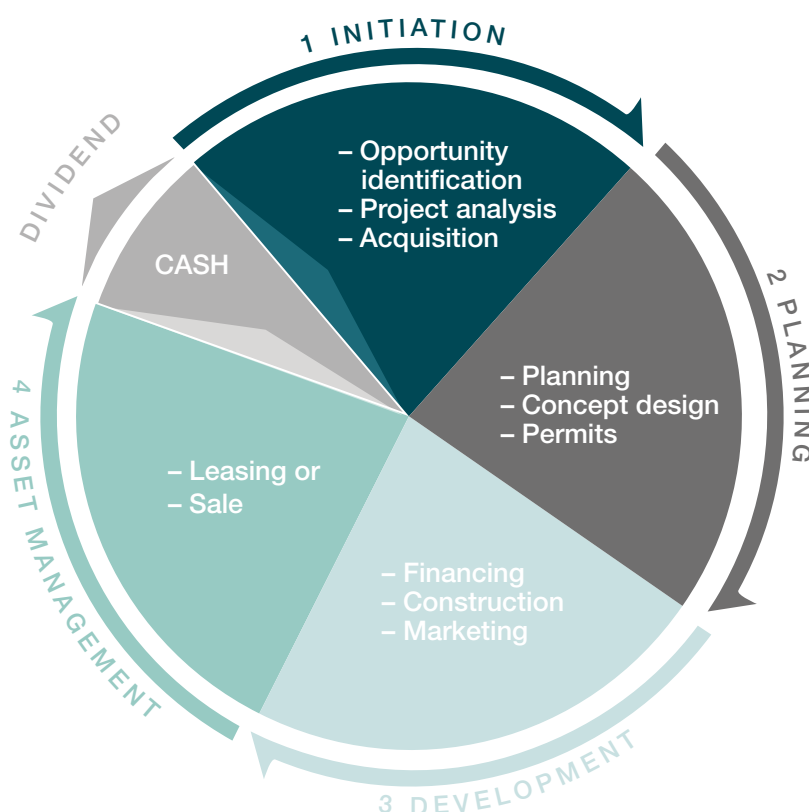 1 INITIATION
– Opportunity
identification
– Project analysis
– Acquisition
2 PLANNING
– Planning
– Concept design
– Permits
3 DEVELOPMENT
– Financing
– Construction
– Marketing
4 ASSET MANAGEMENT
– Leasing or
– Sale
DIVIDEND
CASH